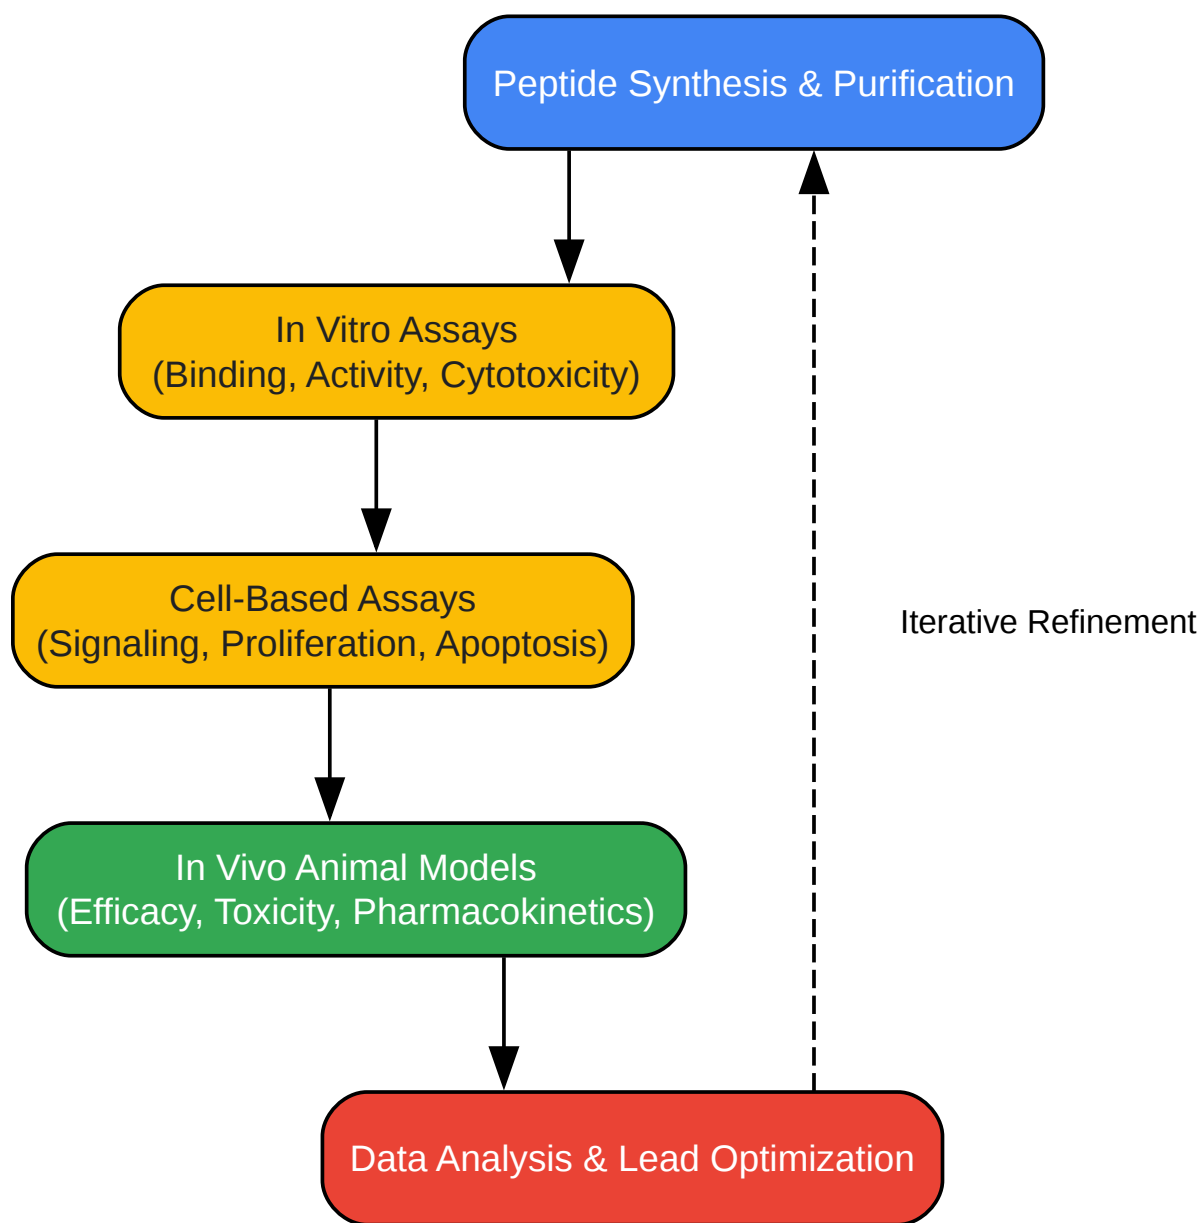 Peptide Synthesis & Purification
In Vitro Assays
(Binding, Activity, Cytotoxicity)
Cell-Based Assays
(Signaling, Proliferation, Apoptosis)
Iterative Refinement
In Vivo Animal Models
(Efficacy, Toxicity, Pharmacokinetics)
Data Analysis & Lead Optimization